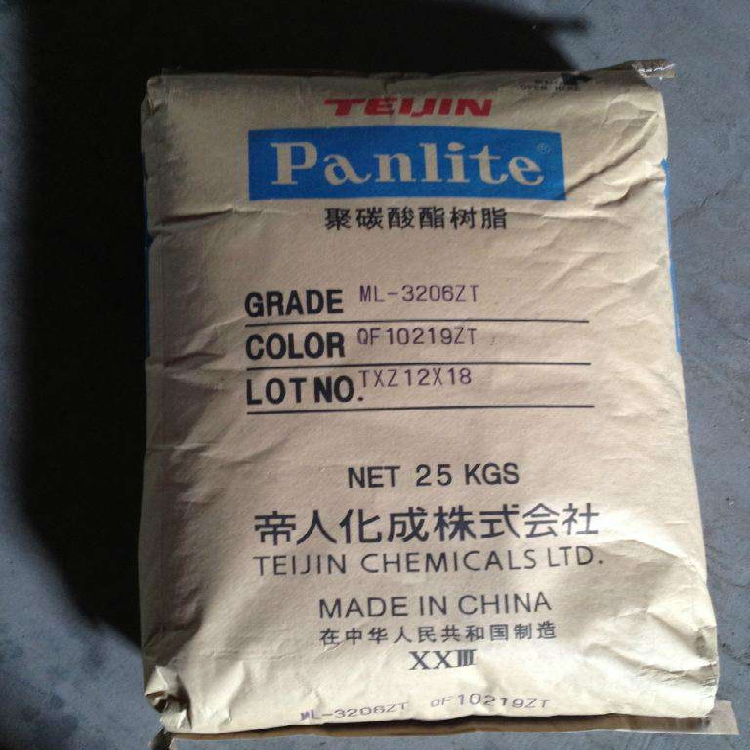 OPEN HERE
TEIJIN
Panlite®
聚碳酸酯树脂
GRADE ML-3206ZT
COLOR QF10219ZT
LOT NO. TXZ12X18
NET 25 KGS
帝人化成株式会社
TEIJIN CHEMICALS LTD.
MADE IN CHINA
在中华人民共和国制造
XXIII
ML-3206ZT QF10219ZT